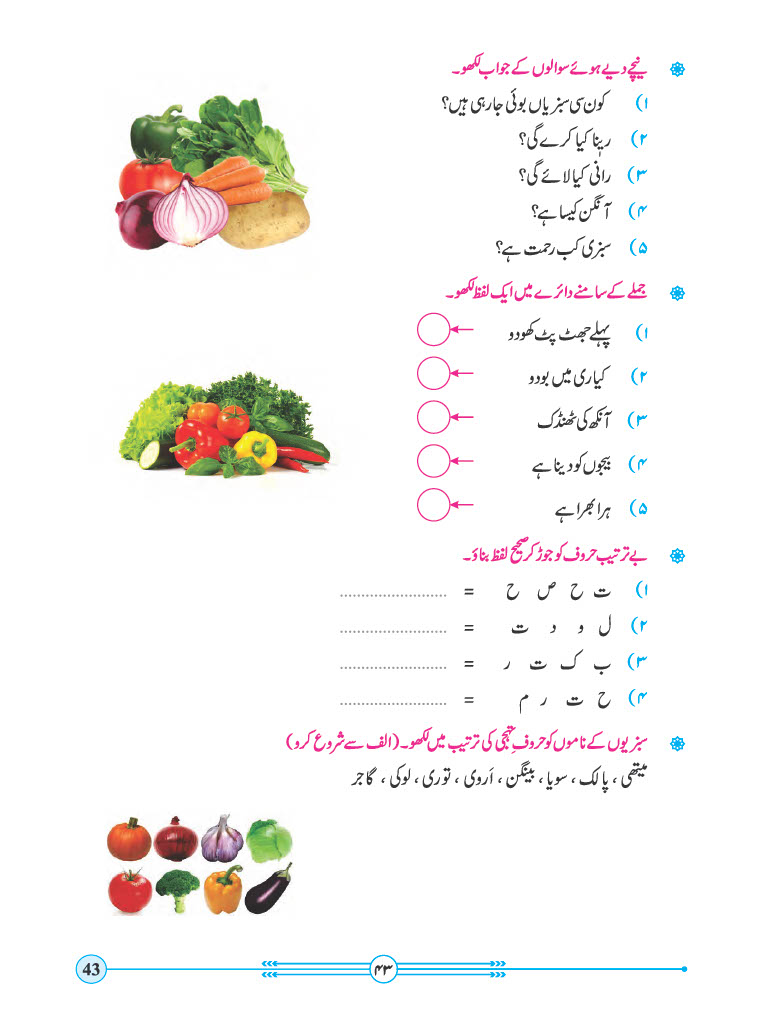 نیچے دیے ہوئے سوالوں کے جواب لکھو۔
۱) کون سی سبزیاں بوئی جارہی ہیں؟
۲) رینا کیا کرے گی؟
۳) رانی کیا لائے گی؟
۴) آنگن کیسا ہے؟
۵) سبزی کب رحمت ہے؟
جملے کے سامنے دائرے میں ایک لفظ لکھو۔
۱) پہلے جھٹ پٹ کھودو
۲) کیاری میں بودو
۳) آنکھ کی ٹھنڈک
۴) بیجوں کو دینا ہے
۵) ہرا بھرا ہے
بے ترتیب حروف کو جوڑ کر صحیح لفظ بناؤ۔
۱) ت ح ص ح = .........................
۲) ل و د ت = .........................
۳) ب ک ت ر = .........................
۴) ح ت ر م = .........................
سبزیوں کے ناموں کو حروفِ تہجی کی ترتیب میں لکھو۔ (الف سے شروع کرو)
میتھی ، پالک ، سویا ، بینگن ، اَروی ، توری ، لوکی ، گاجر
43 ۴۳